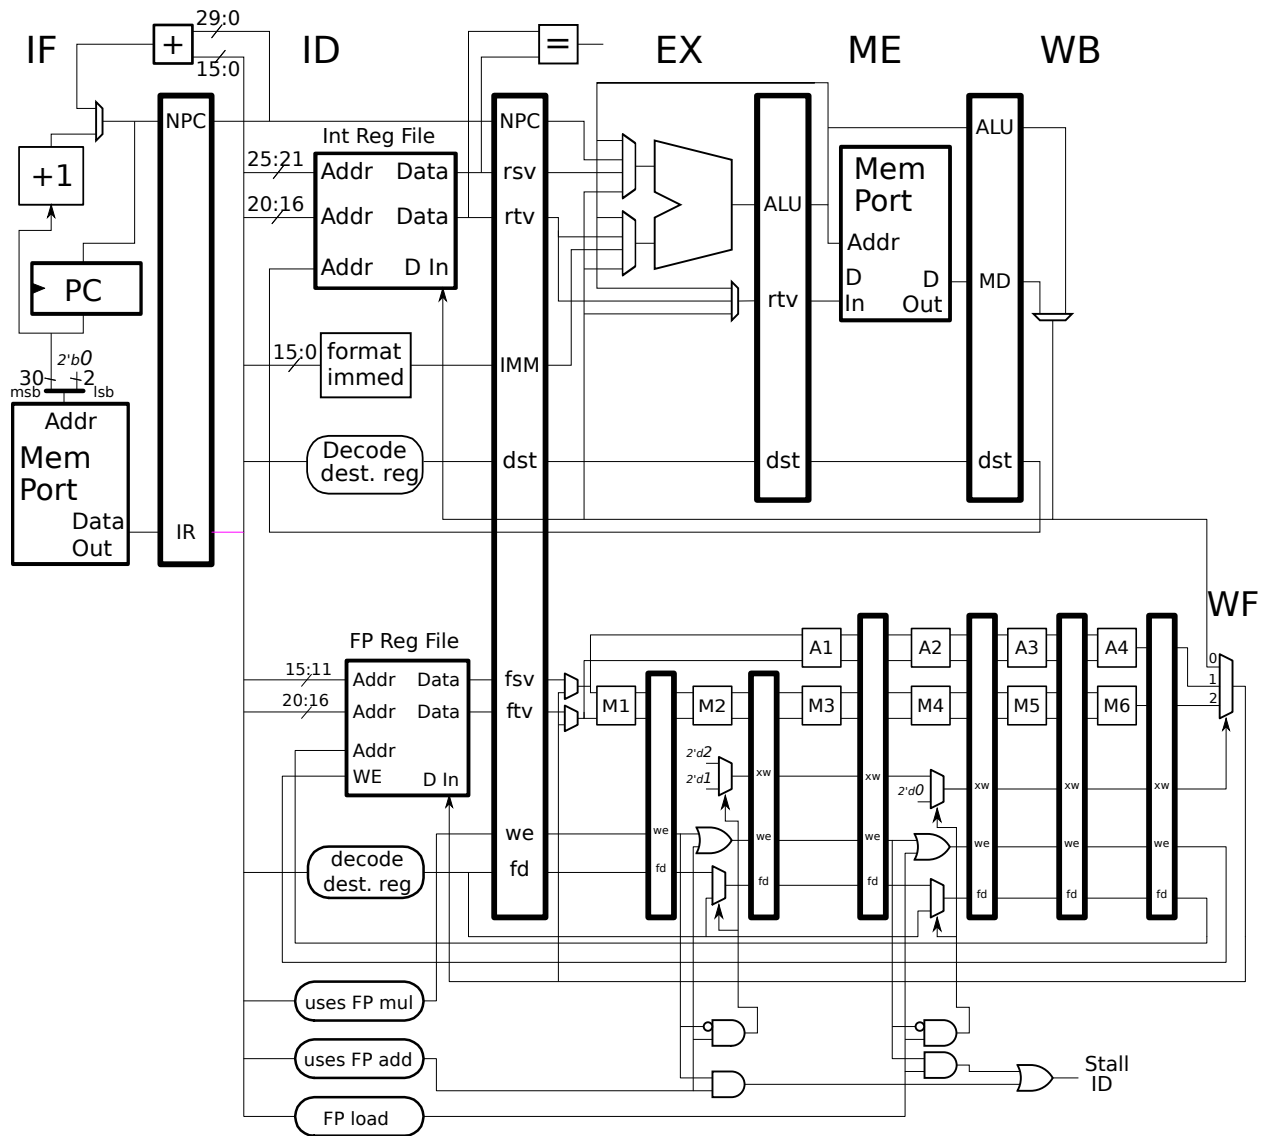 IF
+
29:0
15:0
ID
=
EX
ME
WB
NPC
Int Reg File
NPC
ALU
+1
25:21
Addr Data
rsv
Mem
Port
20:16
Addr Data
rtv
ALU
Addr
Addr D In
PC
D
In
D
Out
MD
rtv
2'b0
30
2
msb
lsb
15:0
format
immed
IMM
Addr
Mem
Port
Data
Out
IR
Decode
dest. reg
dst
dst
dst
WF
FP Reg File
A1
A2
A3
A4
0
1
2
15:11
Addr Data
fsv
20:16
Addr Data
ftv
M1
M2
M3
M4
M5
M6
Addr
WE
D In
2'd2
2'd1
xw
xw
2'd0
xw
xw
xw
we
we
we
we
we
we
we
decode
dest. reg
fd
fd
fd
fd
fd
fd
fd
uses FP mul
uses FP add
FP load
Stall
ID